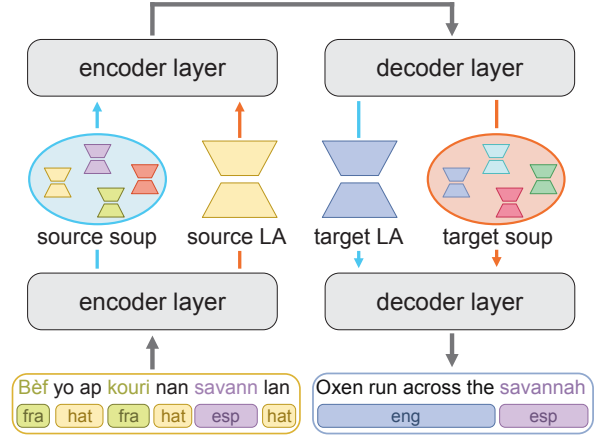 encoder layer
decoder layer
source soup
source LA
target LA
target soup
encoder layer
decoder layer
Bèf yo ap kouri nan savann lan
fra hat fra hat esp hat
Oxen run across the savannah
eng esp